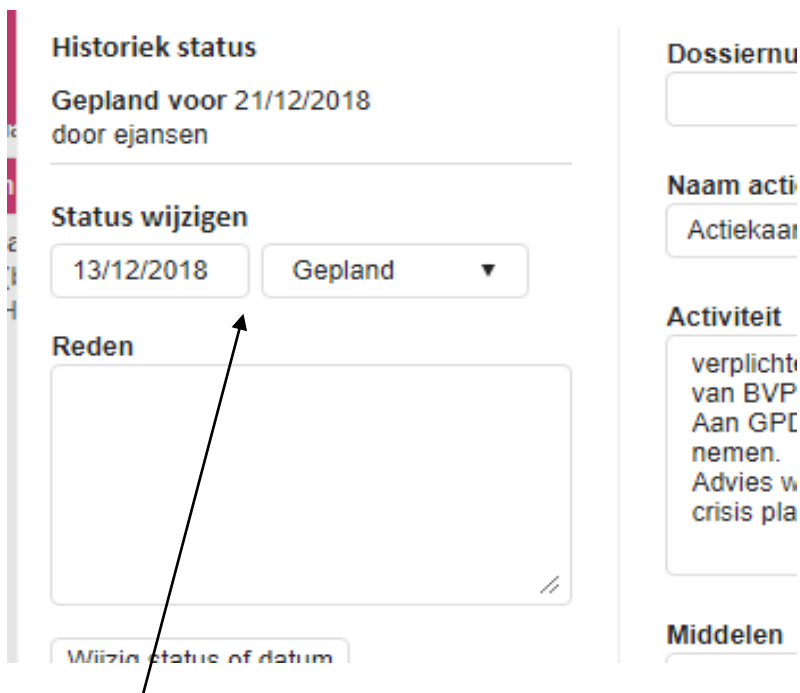 Historiek status
Gepland voor 21/12/2018
door ejansen
Status wijzigen
13/12/2018 Gepland
Reden
Wijzig status of datum
Dossiernu
Naam acti
Actiekaar
Activiteit
verplichte
van BVP
Aan GPD
nemen.
Advies w
crisis pla
Middelen